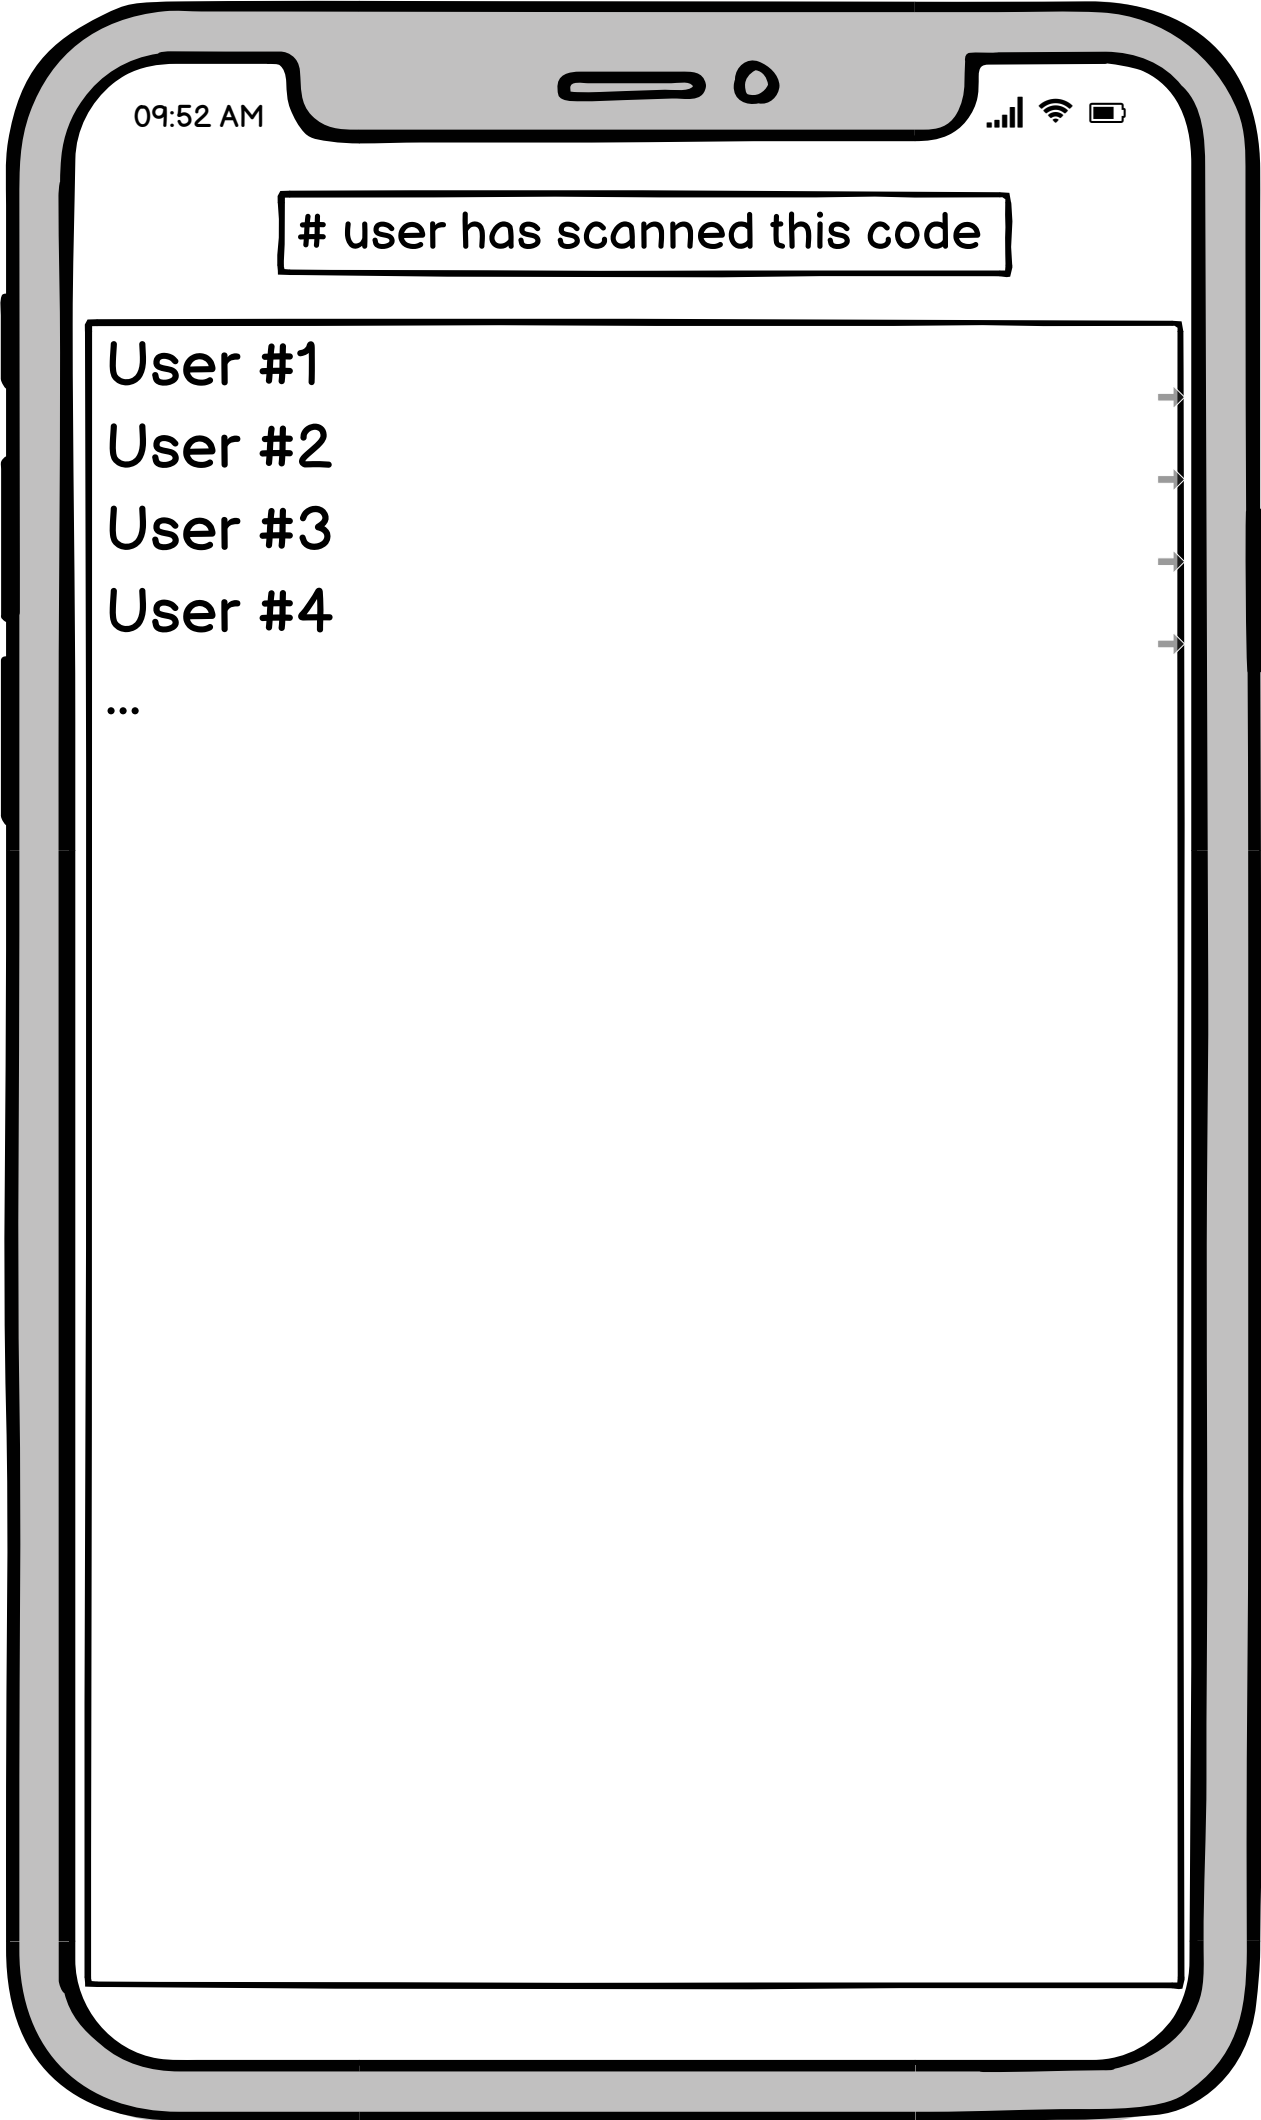 09:52 AM
# user has scanned this code
User #1
User #2
User #3
User #4
...